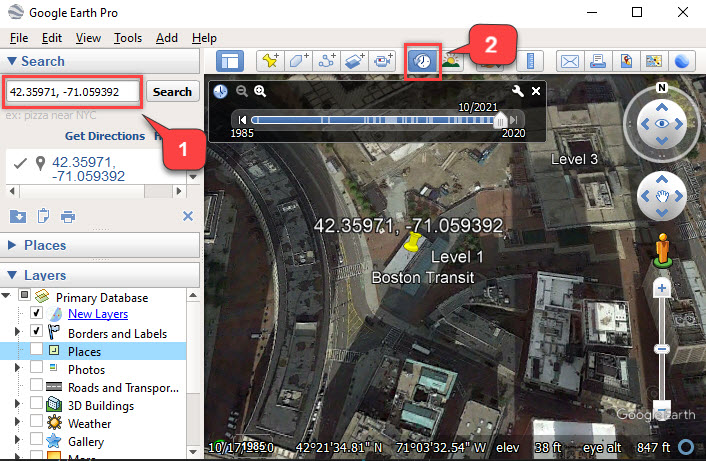 Google Earth Pro
File Edit View Tools Add Help
2
Search
42.35971, -71.059392
Search
ex: pizza near NYC
Get Directions
1
42.35971,
-71.059392
Places
Layers
Primary Database
New Layers
Borders and Labels
Places
Photos
Roads and Transpor...
3D Buildings
Weather
Gallery
More
10/2021
1985
2020
N
Level 3
42.35971, -71.059392
Level 1
Boston Transit
Google Earth
1985
42°21'34.81" N 71°03'32.54" W elev 38 ft eye alt 847 ft